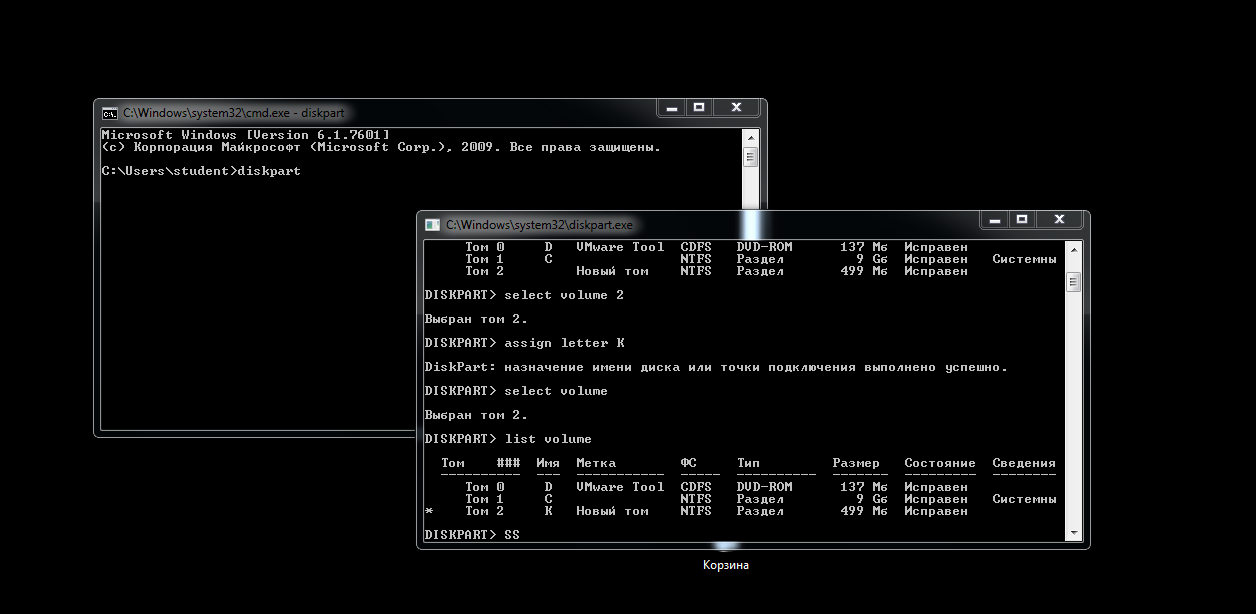 C:\Windows\system32\cmd.exe - diskpart
Microsoft Windows [Version 6.1.7601]
(c) Корпорация Майкрософт (Microsoft Corp.), 2009. Все права защищены.
C:\Users\student>diskpart
C:\Windows\system32\diskpart.exe
Том 0 D VMware Tool CDFS DVD-ROM 137 Мб Исправен
Том 1 C NTFS Раздел 9 Gб Исправен Системны
Том 2 Новый том NTFS Раздел 499 Мб Исправен
DISKPART> select volume 2
Выбран том 2.
DISKPART> assign letter K
DiskPart: назначение имени диска или точки подключения выполнено успешно.
DISKPART> select volume
Выбран том 2.
DISKPART> list volume
Том ### Имя Метка ФС Тип Размер Состояние Сведения
---------- --- ----------- ----- ---------- ------- --------- --------
Том 0 D VMware Tool CDFS DVD-ROM 137 Мб Исправен
Том 1 C NTFS Раздел 9 Gб Исправен Системны
* Том 2 K Новый том NTFS Раздел 499 Мб Исправен
DISKPART> SS
Корзина